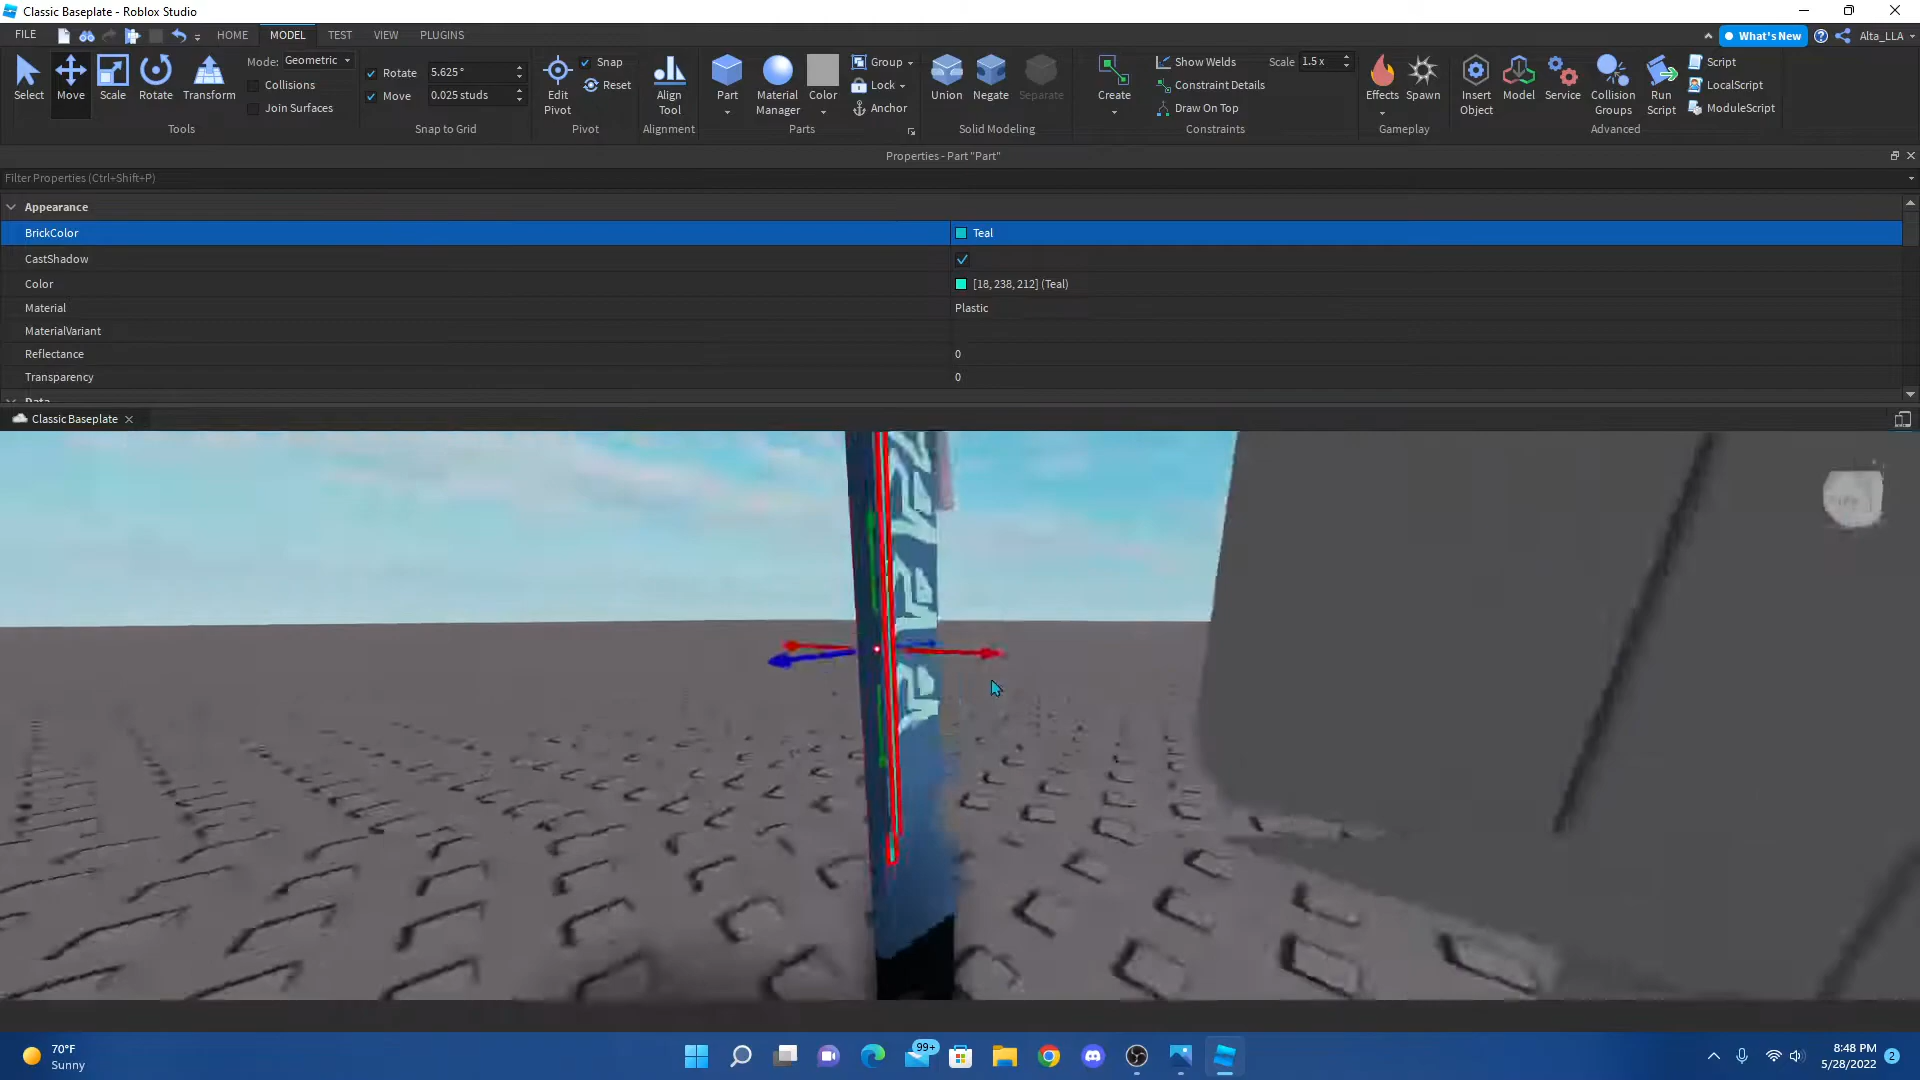 Classic Baseplate - Roblox Studio
FILE HOME MODEL TEST VIEW PLUGINS What's New Alta_LLA
Select Move Scale Rotate Transform
Mode: Geometric
Collisions
Join Surfaces
Tools
Rotate 5.625 °
Move 0.025 studs
Snap to Grid
Edit Pivot
Snap
Reset
Pivot
Align Tool
Alignment
Part Material Manager Color
Group
Lock
Anchor
Parts
Union Negate Separate
Solid Modeling
Create
Show Welds Scale 1.5 x
Constraint Details
Draw On Top
Constraints
Effects Spawn
Gameplay
Insert Object Model Service Collision Groups Run Script
Script
LocalScript
ModuleScript
Advanced
Properties - Part "Part"
Filter Properties (Ctrl+Shift+P)
Appearance
BrickColor Teal
CastShadow
Color [18, 238, 212] (Teal)
Material Plastic
MaterialVariant
Reflectance 0
Transparency 0
Data
Classic Baseplate
70°F
Sunny
99+
8:48 PM
5/28/2022
2